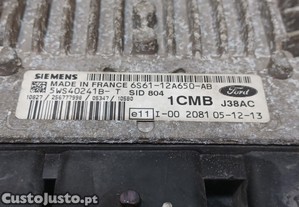 SIEMENS
MADE IN FRANCE 6S61-12A650-AB
5WS40241B- T SID 804
Ford
1CMB J38AC
e11 I-00 2081 05-12-13
CustoJusto.pt